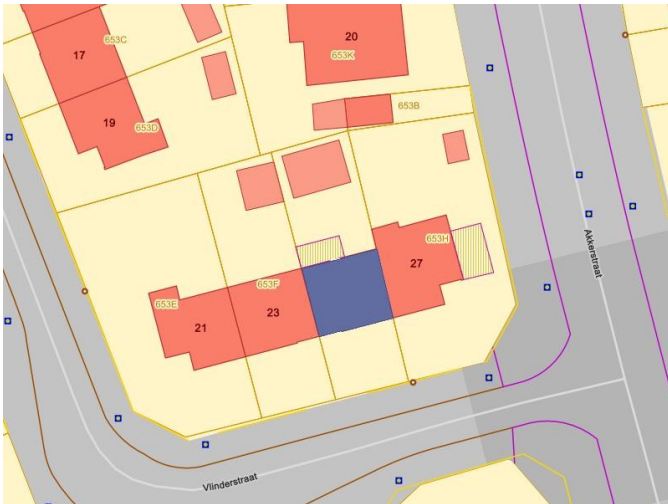 20
653K
653C
17
653B
19
653D
653H
Akkerstraat
27
653F
653E
23
21
Vlinderstraat